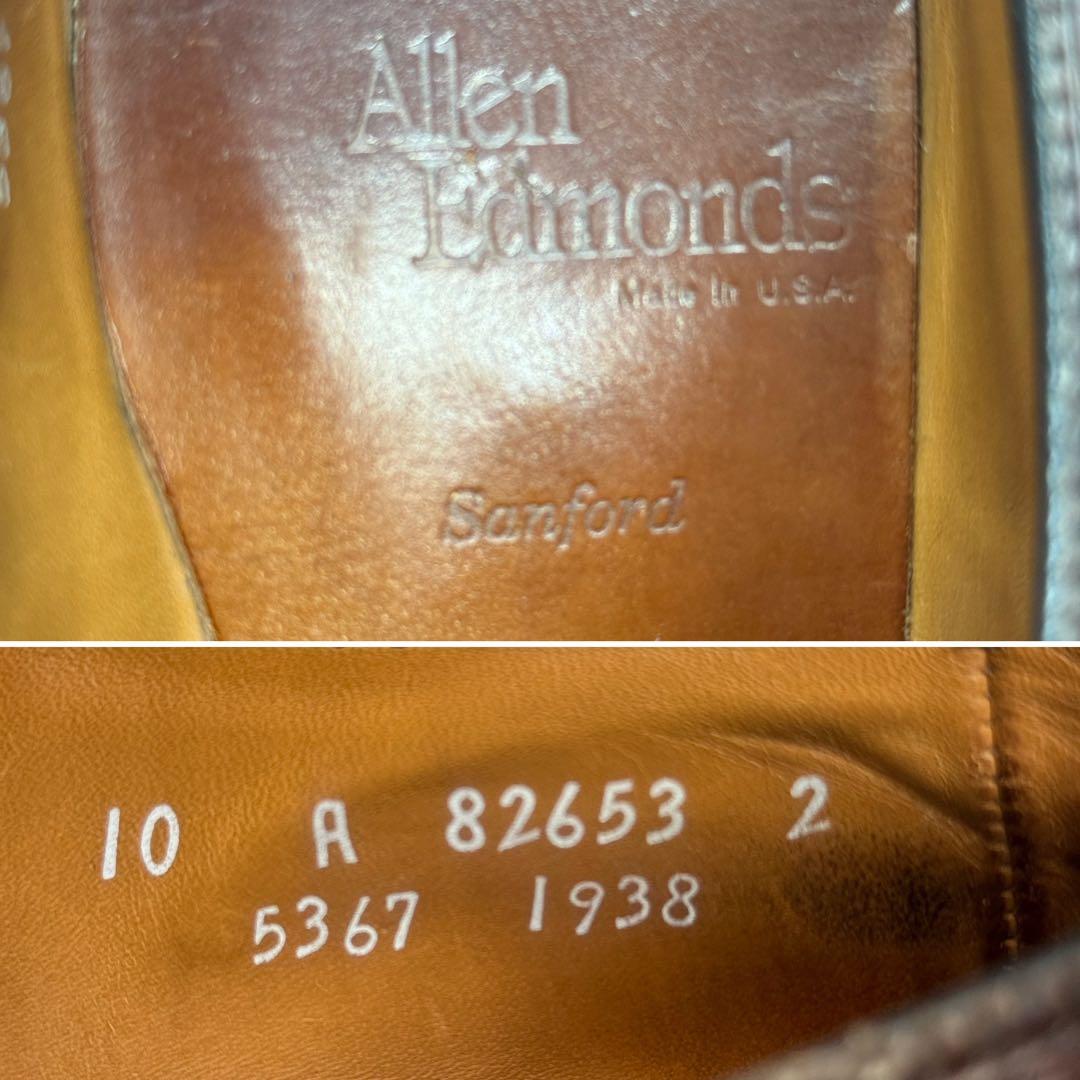 Allen
Edmonds
Made In U.S.A.
Sanford
10 A 82653 2
5367 1938